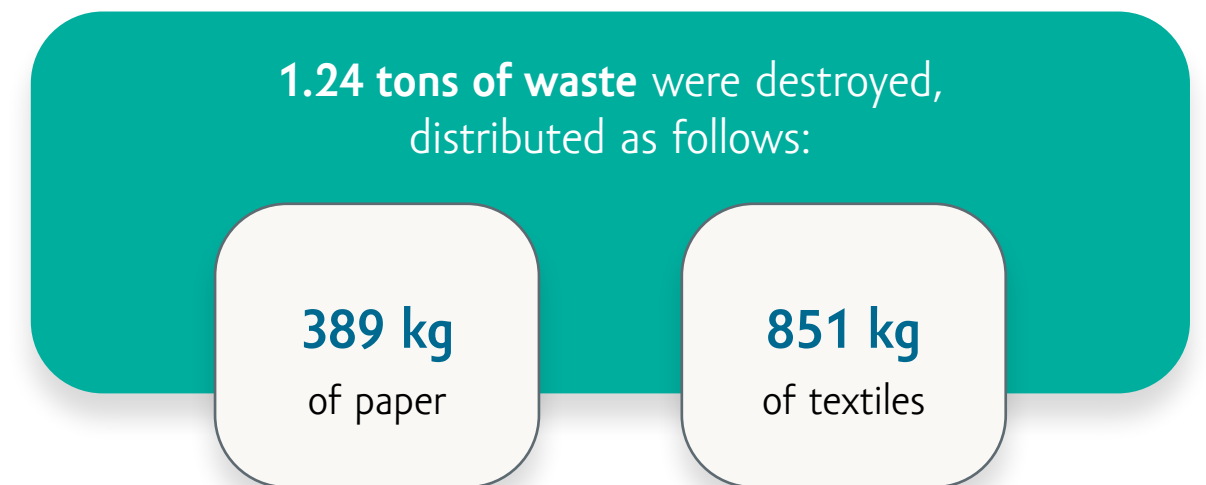 1.24 tons of waste were destroyed,
distributed as follows:
389 kg
of paper
851 kg
of textiles